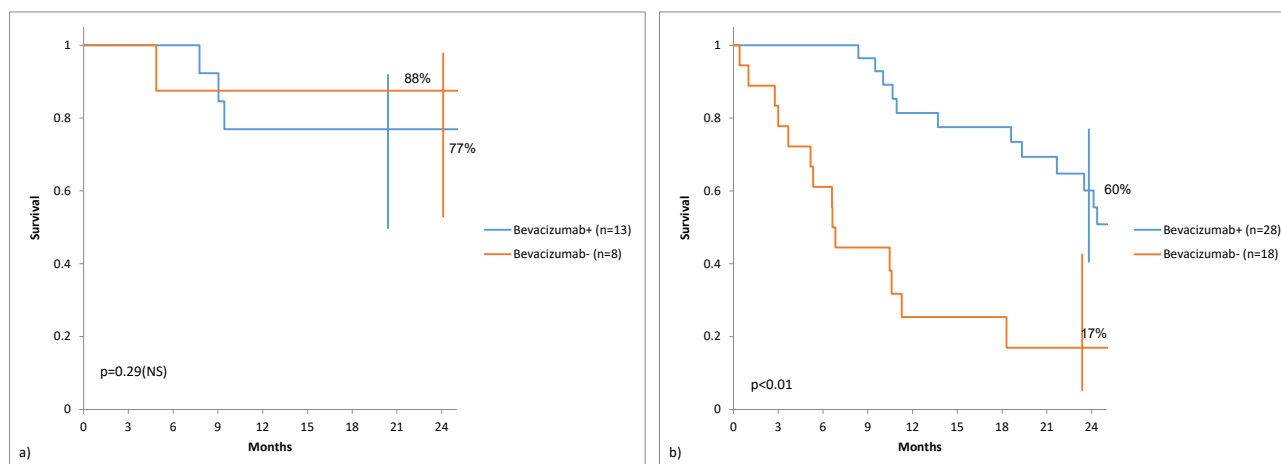 1
0.8
0.6
0.4
0.2
0
Survival
0 3 6 9 12 15 18 21 24
Months
88%
77%
p=0.29(NS)
Bevacizumab+ (n=13)
Bevacizumab- (n=8)
a)
1
0.8
0.6
0.4
0.2
0
Survival
0 3 6 9 12 15 18 21 24
Months
60%
17%
p<0.01
Bevacizumab+ (n=28)
Bevacizumab- (n=18)
b)